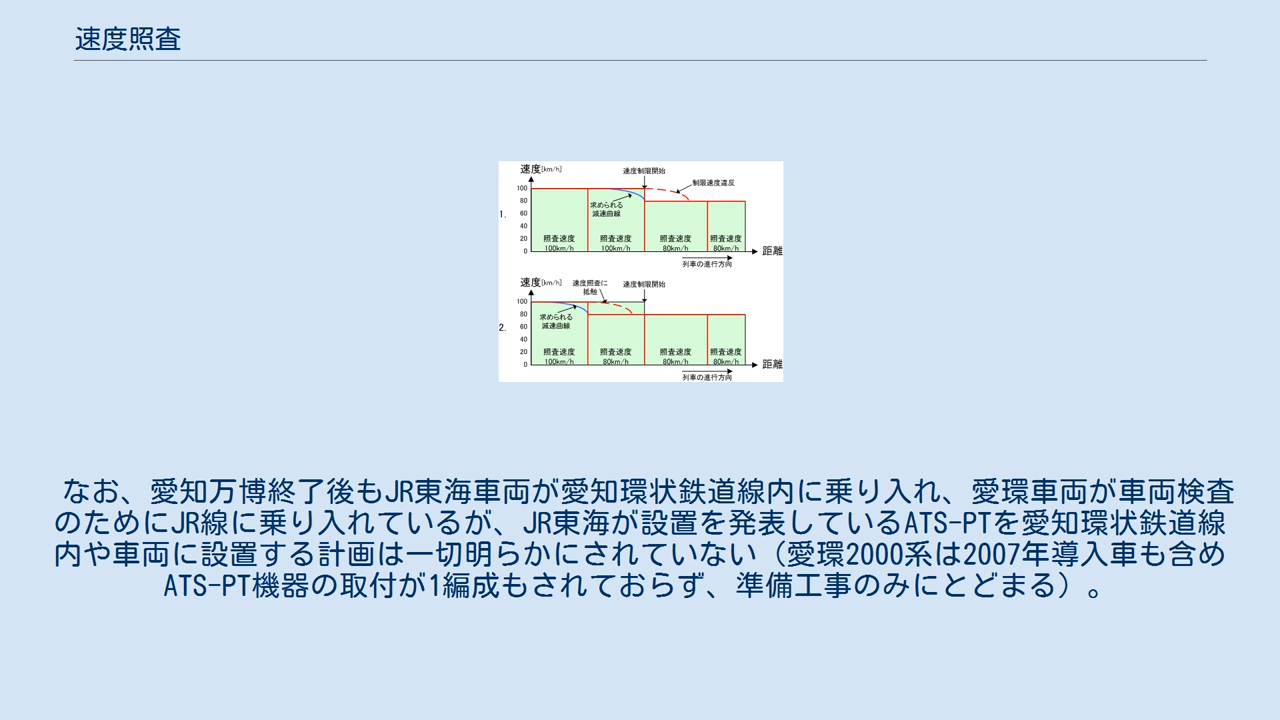 速度照査
速度[km/h]
速度制限開始
制限速度違反
100
80
60
40
20
0
1.
求められる
減速曲線
照査速度
100km/h
照査速度
100km/h
照査速度
80km/h
照査速度
80km/h
距離
列車の進行方向
速度[km/h]
速度照査に
抵触
速度制限開始
100
80
60
40
20
0
2.
求められる
減速曲線
照査速度
100km/h
照査速度
80km/h
照査速度
80km/h
照査速度
80km/h
距離
列車の進行方向
なお、愛知万博終了後もJR東海車両が愛知環状鉄道線内に乗り入れ、愛環車両が車両検査
のためにJR線に乗り入れているが、JR東海が設置を発表しているATS-PTを愛知環状鉄道線
内や車両に設置する計画は一切明らかにされていない（愛環2000系は2007年導入車も含め
ATS-PT機器の取付が1編成もされておらず、準備工事のみにとどまる）。